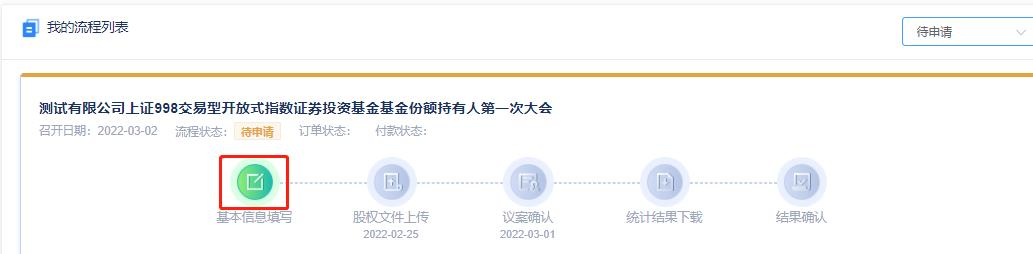 我的流程列表
待申请
测试有限公司上证998交易型开放式指数证券投资基金基金份额持有人第一次大会
召开日期：2022-03-02 流程状态：待申请 订单状态： 付款状态：
基本信息填写 股权文件上传 议案确认 统计结果下载 结果确认
2022-02-25 2022-03-01